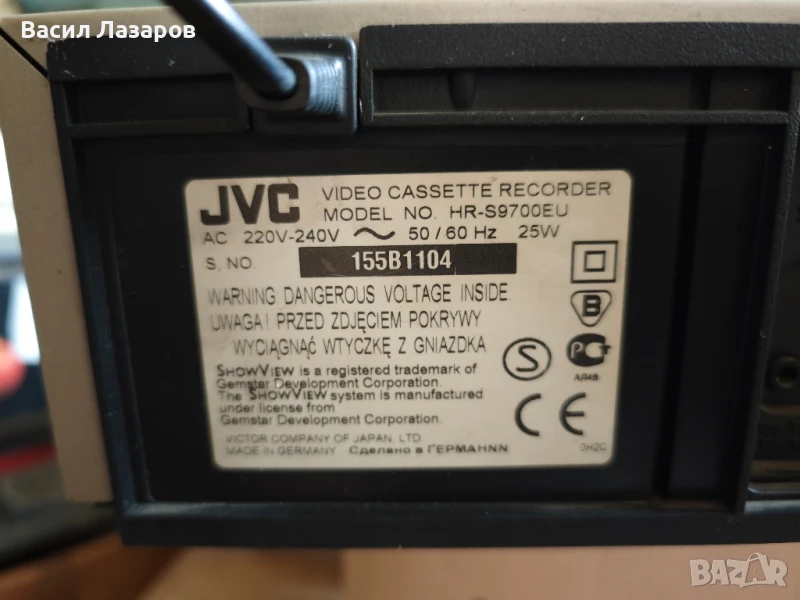 Васил Лазаров
JVC VIDEO CASSETTE RECORDER
MODEL NO. HR-S9700EU
AC 220V-240V ~ 50 / 60 Hz 25W
S, NO. 155B1104
WARNING DANGEROUS VOLTAGE INSIDE
UWAGA! PRZED ZDJĘCIEM POKRYWY
WYCIĄGNĄĆ WTYCZKĘ Z GNIAZDKA
SHOWVIEW is a registered trademark of
Gemstar Development Corporation.
The SHOWVIEW system is manufactured
under license from
Gemstar Development Corporation.
VICTOR COMPANY OF JAPAN, LTD.
MADE IN GERMANY Сделано в ГЕРМАНNN
B
S
PC
CE
BAZAR